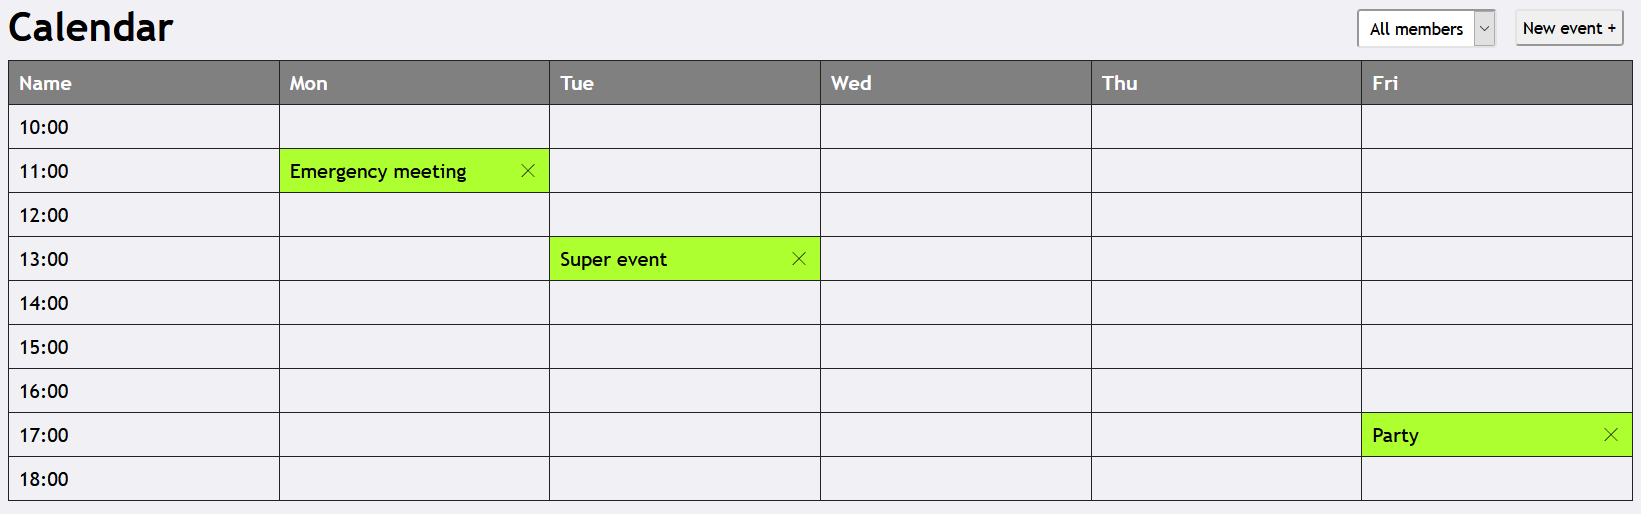 Calendar
All members
New event +
Name Mon Tue Wed Thu Fri
10:00
11:00 Emergency meeting
12:00
13:00 Super event
14:00
15:00
16:00
17:00 Party
18:00